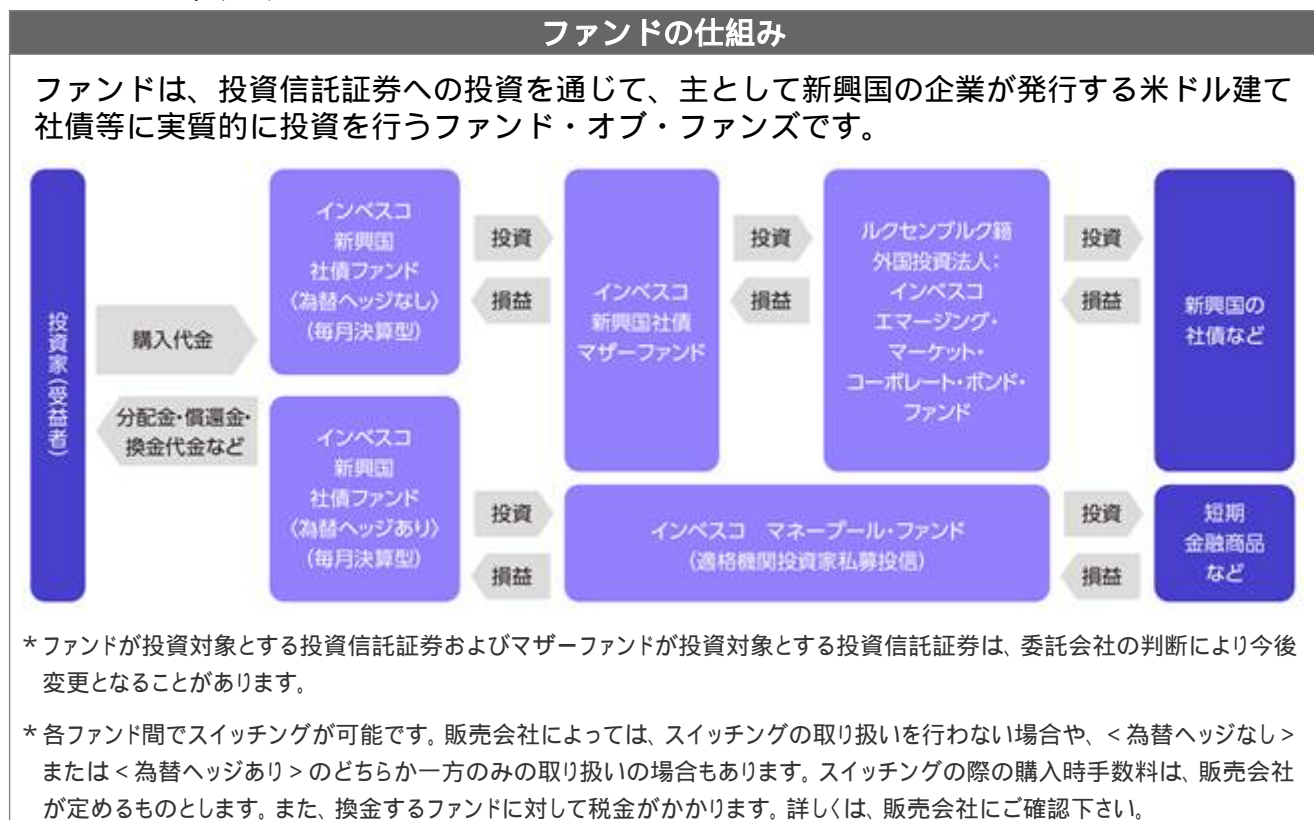 ファンドの仕組み
ファンドは、投資信託証券への投資を通じて、主として新興国の企業が発行する米ドル建て
社債等に実質的に投資を行うファンド・オブ・ファンズです。
投資家(受益者)
購入代金
分配金・償還金・
換金代金など
インベスコ
新興国
社債ファンド
〈為替ヘッジなし〉
(毎月決算型)
インベスコ
新興国
社債ファンド
〈為替ヘッジあり〉
(毎月決算型)
投資
損益
投資
損益
インベスコ
新興国社債
マザーファンド
投資
損益
ルクセンブルク籍
外国投資法人:
インベスコ
エマージング・
マーケット・
コーポレート・ボンド・
ファンド
インベスコ マネープール・ファンド
(適格機関投資家私募投信)
投資
損益
投資
損益
新興国の
社債など
短期
金融商品
など
*ファンドが投資対象とする投資信託証券およびマザーファンドが投資対象とする投資信託証券は、委託会社の判断により今後
変更となることがあります。
*各ファンド間でスイッチングが可能です。販売会社によっては、スイッチングの取り扱いを行わない場合や、<為替ヘッジなし>
または<為替ヘッジあり>のどちらか一方のみの取り扱いの場合もあります。スイッチングの際の購入時手数料は、販売会社
が定めるものとします。また、換金するファンドに対して税金がかかります。詳しくは、販売会社にご確認下さい。